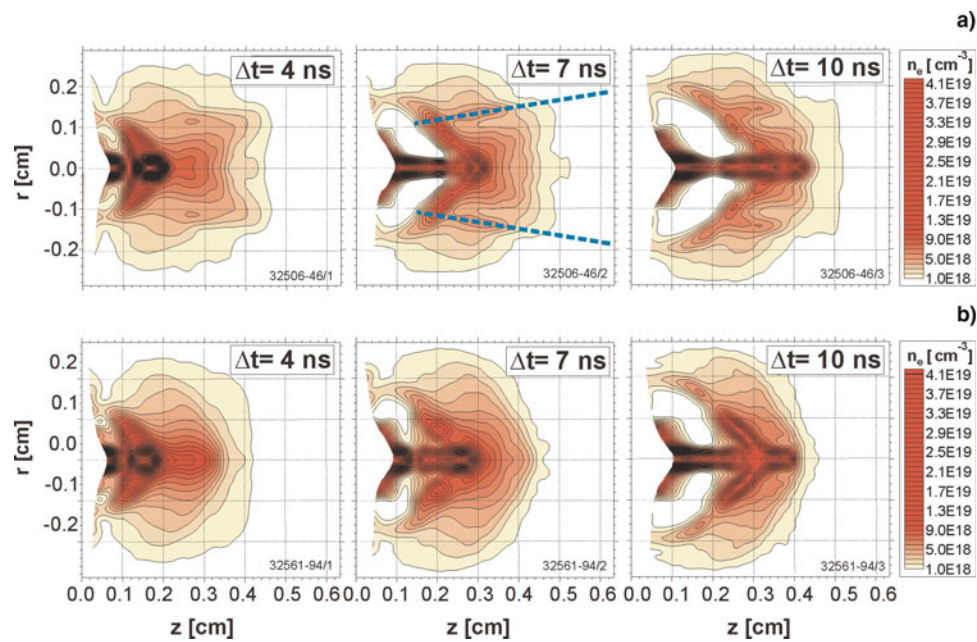 a)
Δt= 4 ns
Δt= 7 ns
Δt= 10 ns
nₑ [ cm⁻³]
4.1E19
3.7E19
3.3E19
2.9E19
2.5E19
2.1E19
1.7E19
1.3E19
9.0E18
5.0E18
1.0E18
0.2
0.1
0.0
-0.1
-0.2
r [cm]
32506-46/1
32506-46/2
32506-46/3
b)
Δt= 4 ns
Δt= 7 ns
Δt= 10 ns
nₑ [ cm⁻³]
4.1E19
3.7E19
3.3E19
2.9E19
2.5E19
2.1E19
1.7E19
1.3E19
9.0E18
5.0E18
1.0E18
0.2
0.1
0.0
-0.1
-0.2
r [cm]
32561-94/1
32561-94/2
32561-94/3
0.0 0.1 0.2 0.3 0.4 0.5 0.6
0.0 0.1 0.2 0.3 0.4 0.5 0.6
0.0 0.1 0.2 0.3 0.4 0.5 0.6
z [cm]
z [cm]
z [cm]